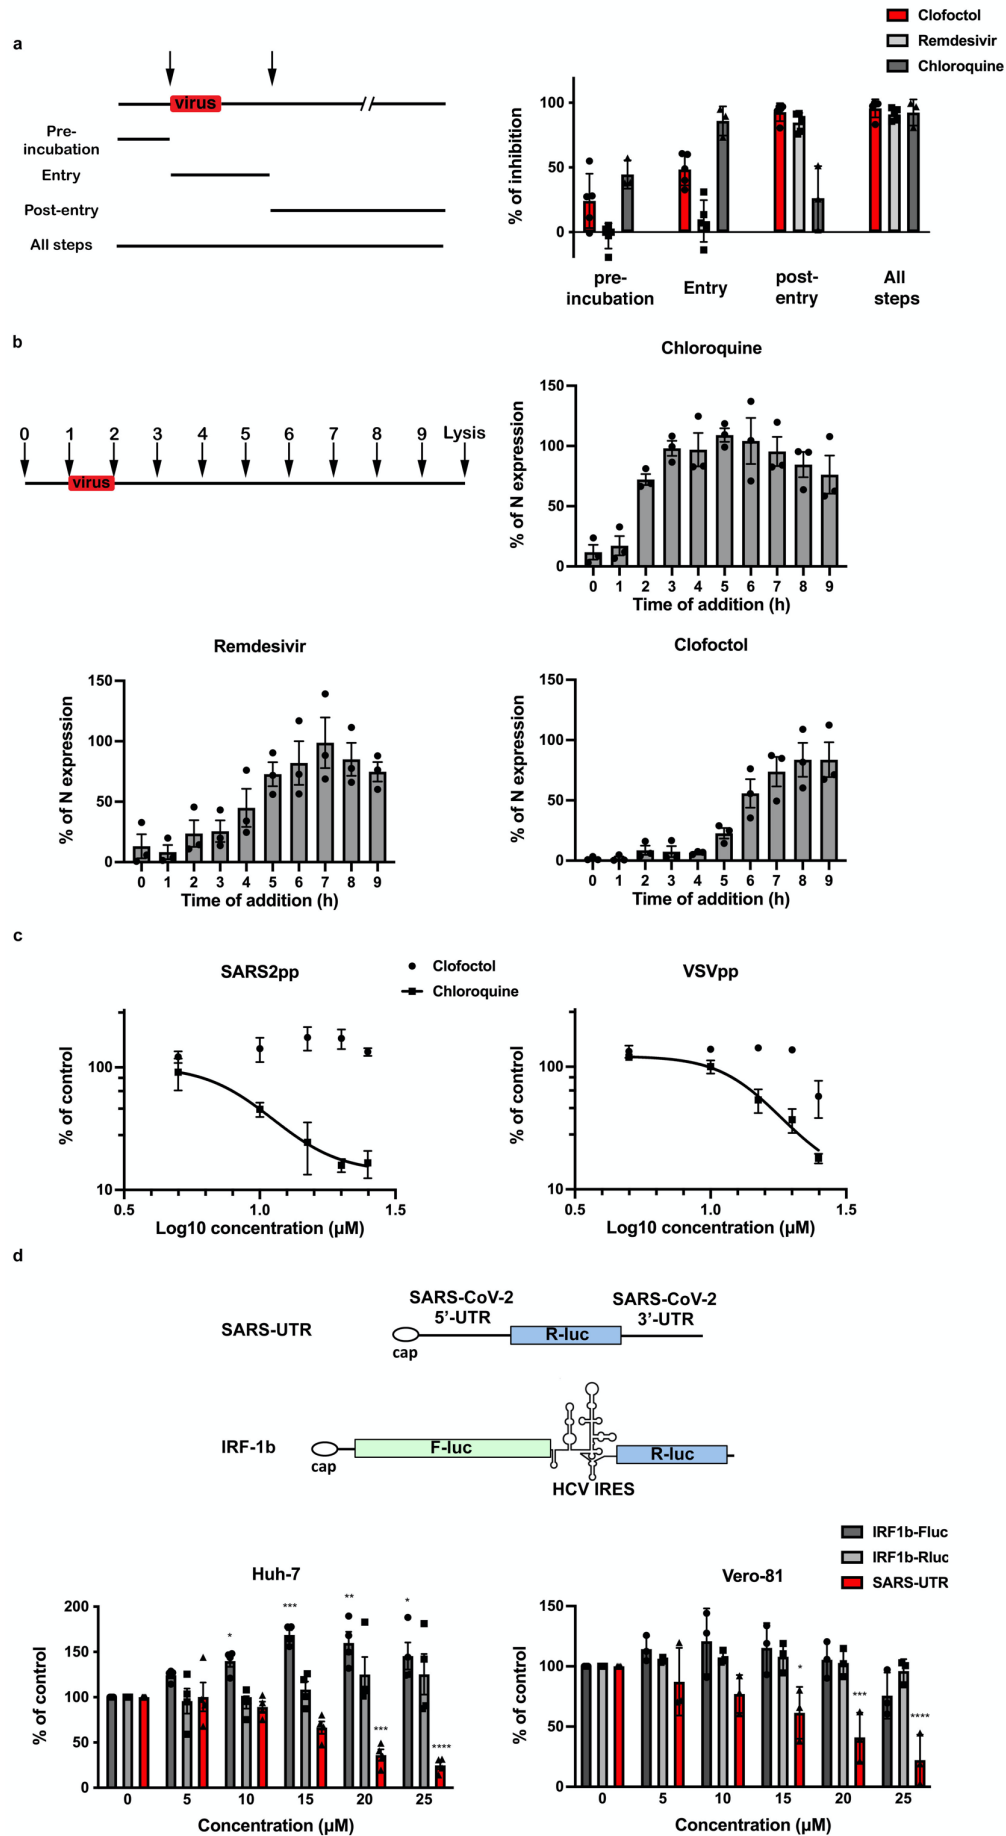 a
Clofoctol
Remdesivir
Chloroquine
virus
Pre-
incubation
Entry
Post-entry
All steps
% of inhibition
100
50
0
pre-
incubation
Entry
post-
entry
All
steps
b
0 1 2 3 4 5 6 7 8 9 Lysis
virus
Chloroquine
% of N expression
150
100
50
0
0 1 2 3 4 5 6 7 8 9
Time of addition (h)
Remdesivir
% of N expression
150
100
50
0
0 1 2 3 4 5 6 7 8 9
Time of addition (h)
Clofoctol
% of N expression
150
100
50
0
0 1 2 3 4 5 6 7 8 9
Time of addition (h)
c
SARS2pp
Clofoctol
Chloroquine
% of control
100
10
0.5 1.0 1.5
Log10 concentration (µM)
VSVpp
% of control
100
10
0.5 1.0 1.5
Log10 concentration (µM)
d
SARS-UTR
SARS-CoV-2
5'-UTR
R-luc
SARS-CoV-2
3'-UTR
cap
IRF-1b
F-luc
R-luc
cap
HCV IRES
IRF1b-Fluc
IRF1b-Rluc
SARS-UTR
Huh-7
% of control
200
150
100
50
0
* *** ** *** * ****
0 5 10 15 20 25
Concentration (µM)
Vero-81
% of control
150
100
50
0
* *** ****
0 5 10 15 20 25
Concentration (µM)